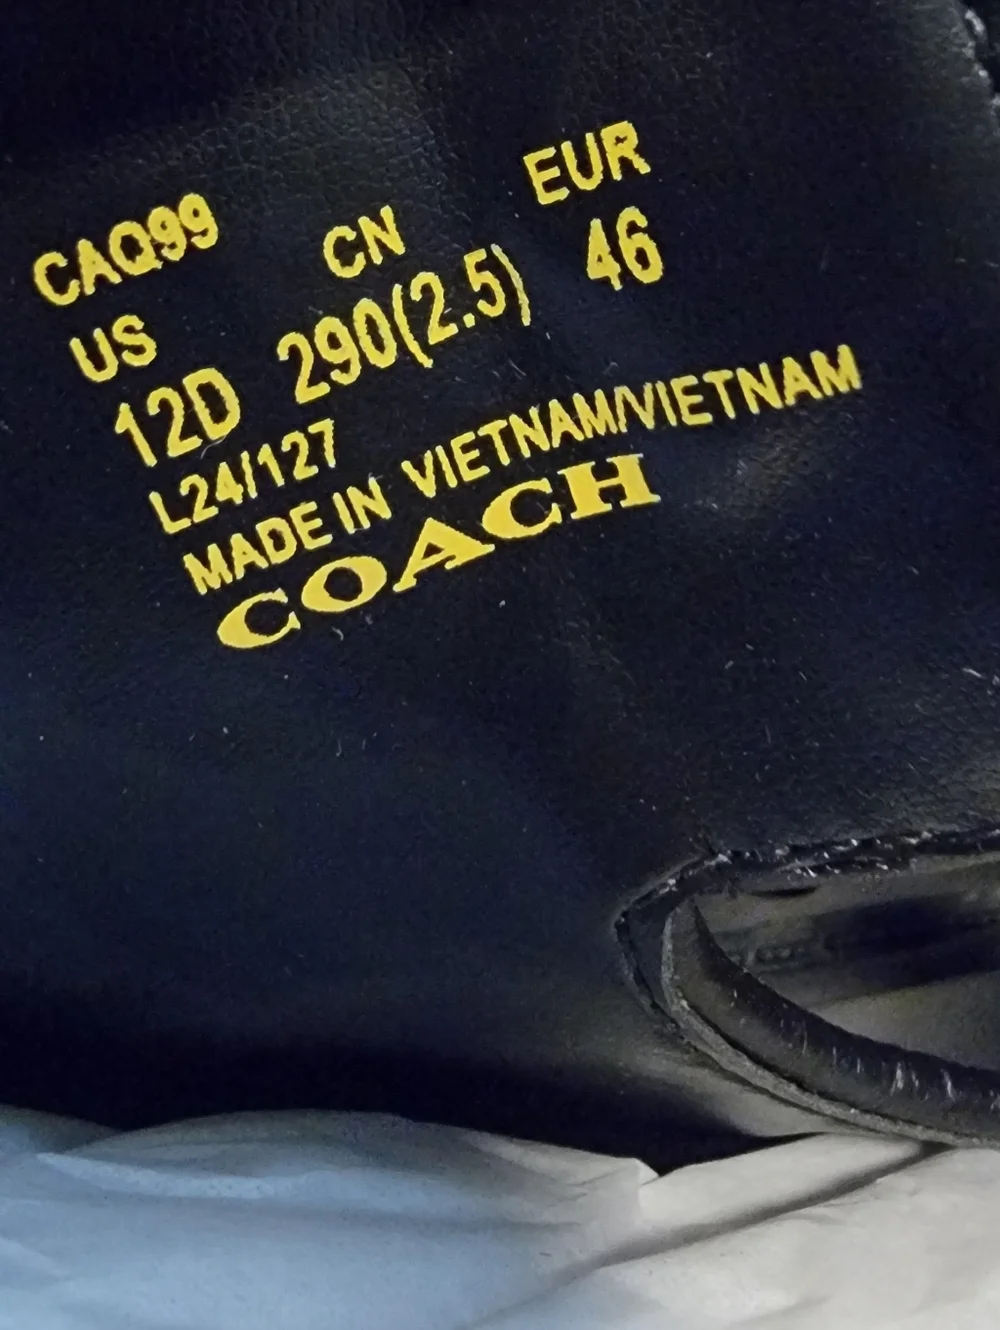 CAQ99
US CN EUR
12D 290(2.5) 46
L24/127
MADE IN VIETNAM/VIETNAM
COACH